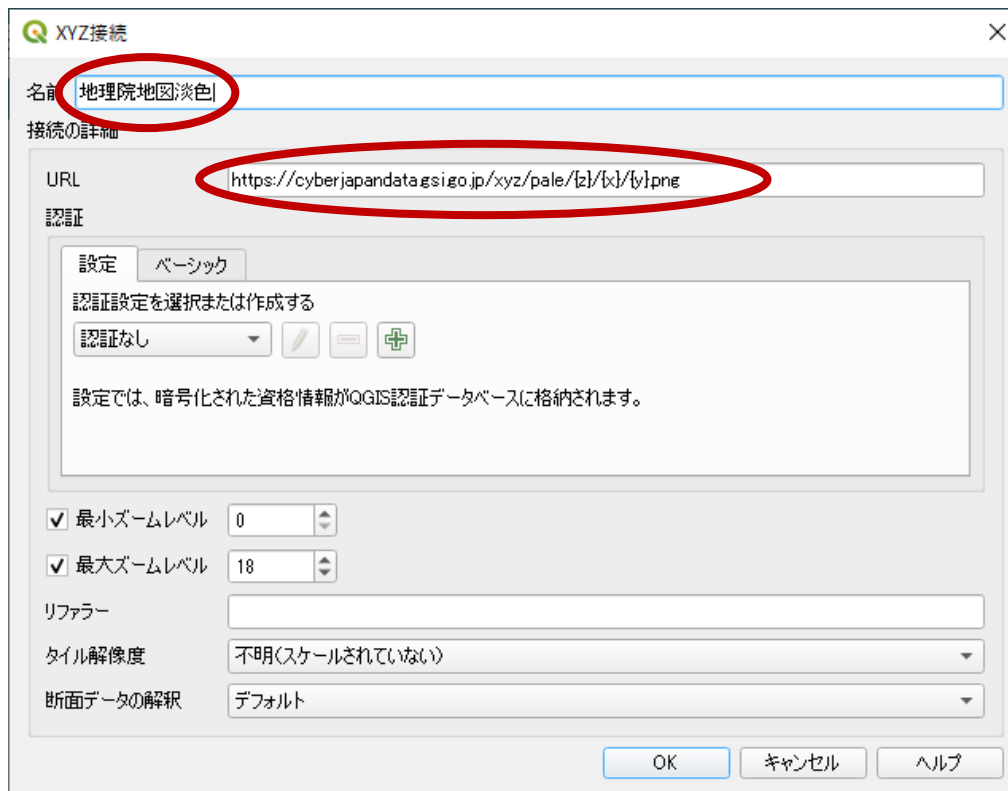 XYZ接続
名前 地理院地図淡色
接続の詳細
URL https://cyberjapandata.gsi.go.jp/xyz/pale/{z}/{x}/{y}.png
認証
設定 ベーシック
認証設定を選択または作成する
認証なし
設定では、暗号化された資格情報がQGIS認証データベースに格納されます。
最小ズームレベル 0
最大ズームレベル 18
リファラー
タイル解像度 不明(スケールされていない)
断面データの解釈 デフォルト
OK キャンセル ヘルプ